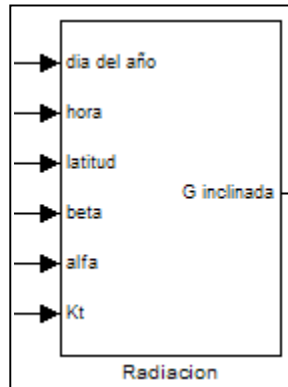 dia del año
hora
latitud
G inclinada
beta
alfa
Kt
Radiacion